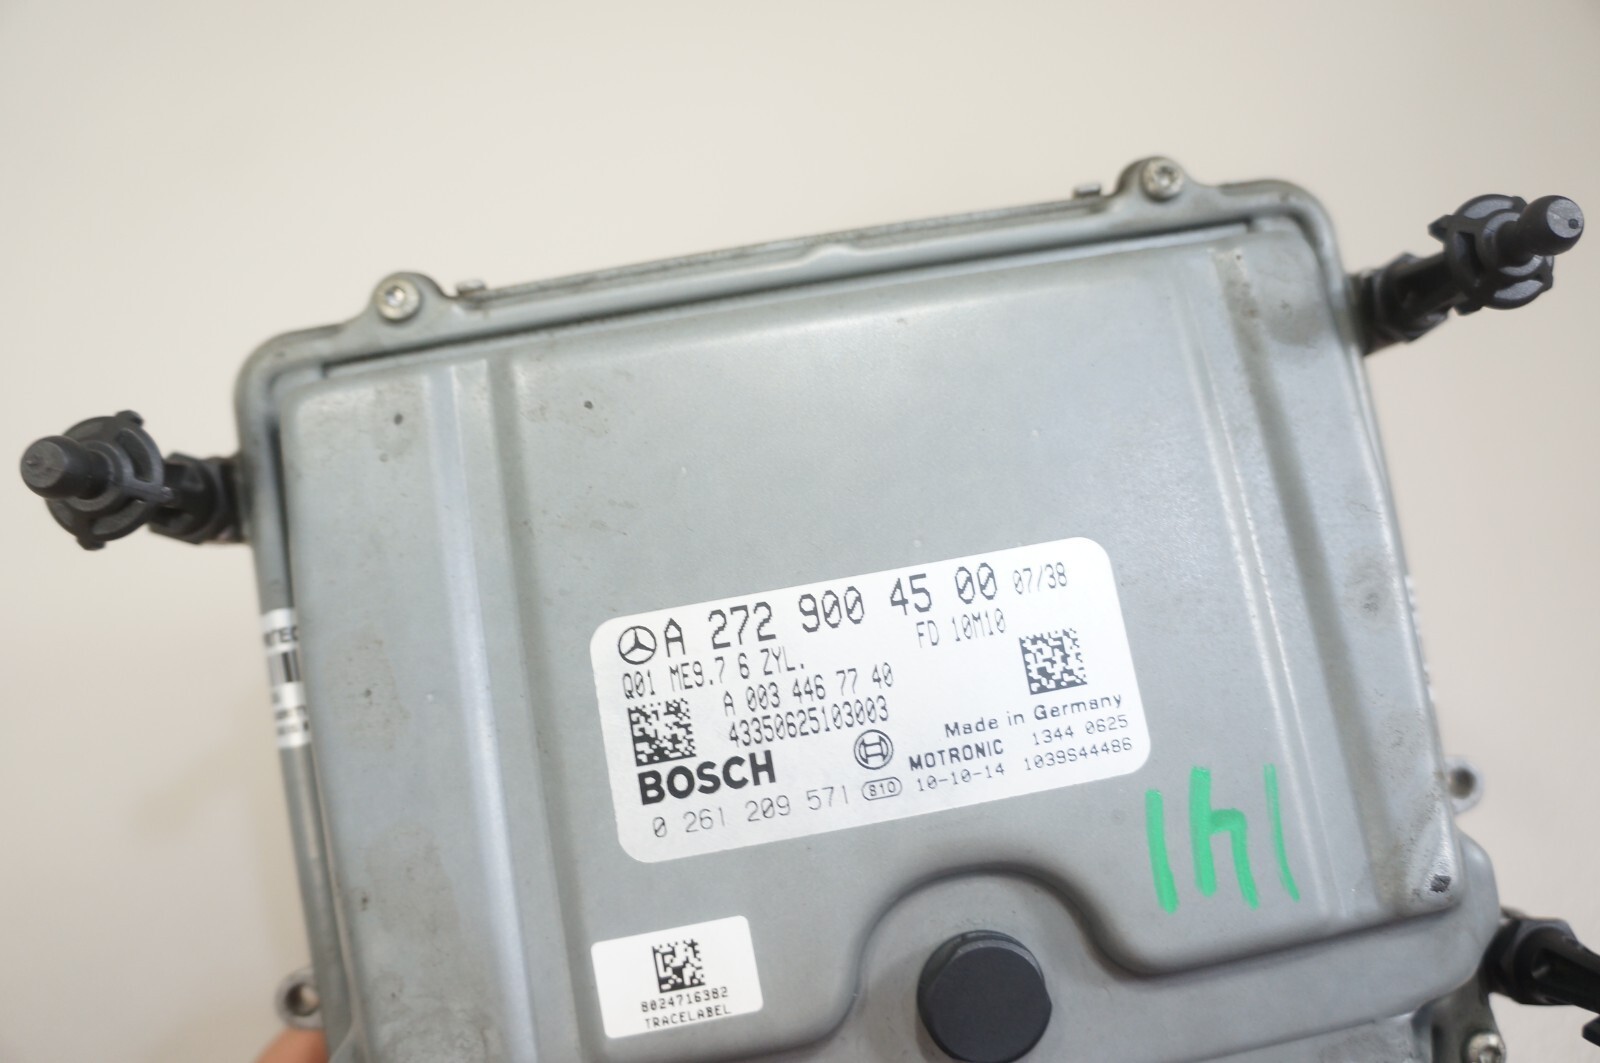 A 272 900 45 00 07/38
Q01 ME9.7 6 ZYL. FD 10M10
A 003 446 77 40
43350625103003
Made in Germany
BOSCH MOTRONIC 1344 0625
0 261 209 571 810 10-10-14 1039S44486
141
8024716382
TRACELABEL